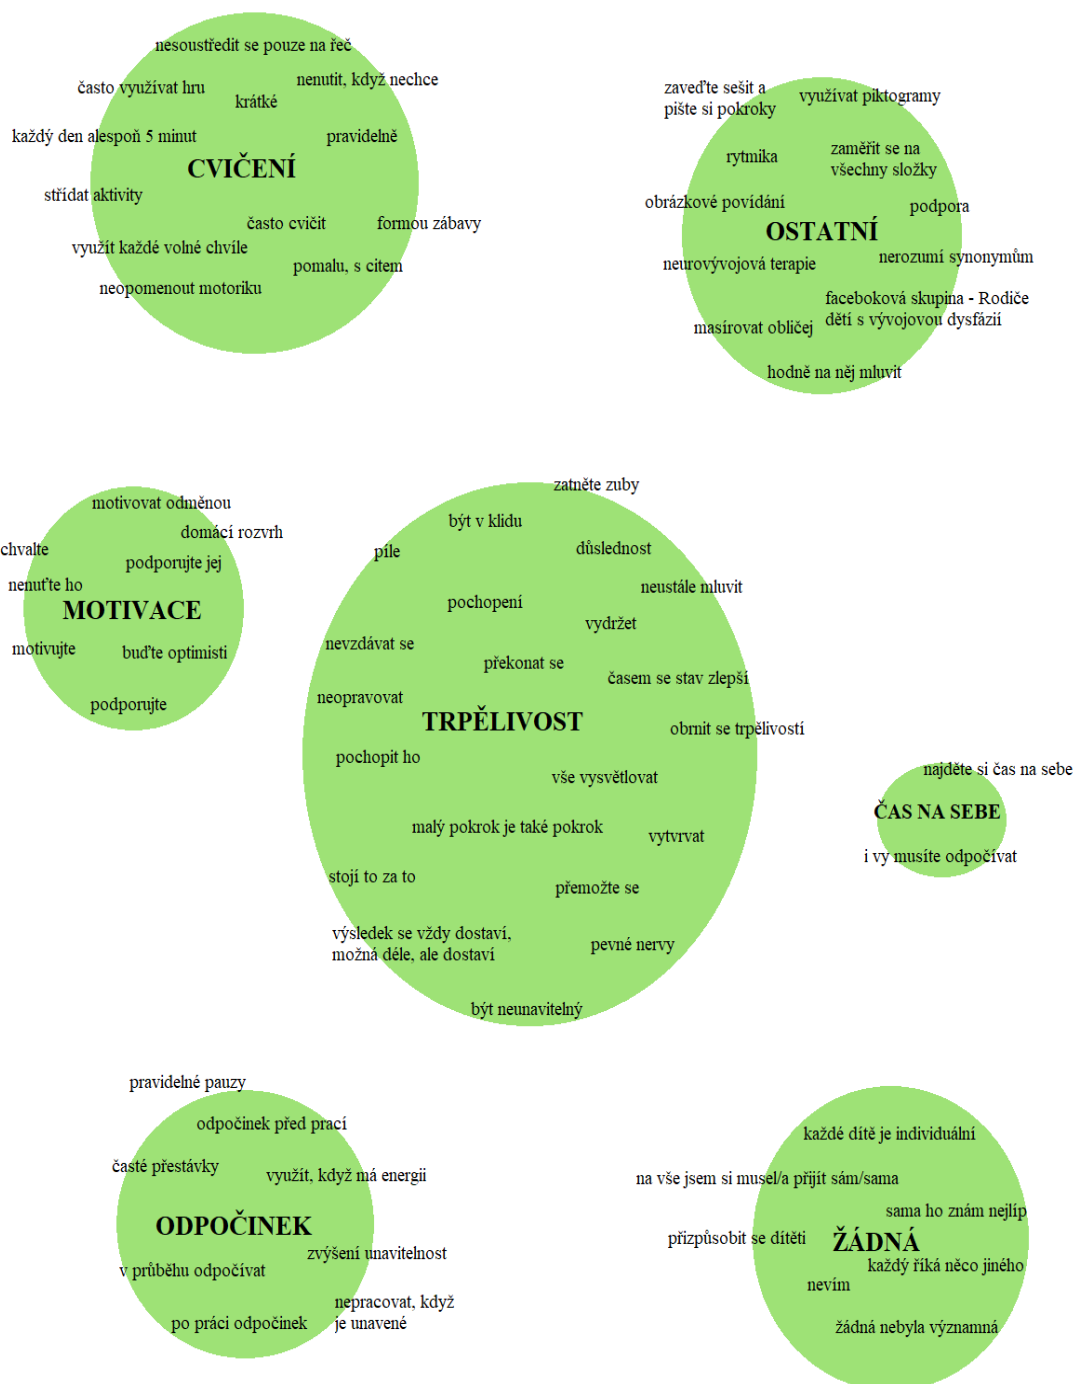 nesoustředit se pouze na řeč
často využívat hru
nenutit, když nechce
krátké
každý den alespoň 5 minut
pravidelně
CVIČENÍ
střídat aktivity
často cvičit
formou zábavy
využít každé volné chvíle
pomalu, s citem
neopomenout motoriku
zaveďte sešit a
pište si pokroky
využívat piktogramy
rytmika
zaměřit se na
všechny složky
obrázkové povídání
podpora
OSTATNÍ
neurovývojová terapie
nerozumí synonymům
faceboková skupina - Rodiče
dětí s vývojovou dysfázií
masírovat obličej
hodně na něj mluvit
motivovat odměnou
domácí rozvrh
chvalte
podporujte jej
nenuťte ho
MOTIVACE
motivujte
buďte optimisti
podporujte
zatněte zuby
být v klidu
píle
důslednost
neustále mluvit
pochopení
vydržet
nevzdávat se
překonat se
časem se stav zlepší
neopravovat
TRPĚLIVOST
obrnit se trpělivostí
pochopit ho
vše vysvětlovat
malý pokrok je také pokrok
vytvrvat
stojí to za to
přemožte se
výsledek se vždy dostaví,
možná déle, ale dostaví
pevné nervy
být neunavitelný
najděte si čas na sebe
ČAS NA SEBE
i vy musíte odpočívat
pravidelné pauzy
odpočinek před prací
časté přestávky
využít, když má energii
ODPOČINEK
zvýšení unavitelnost
v průběhu odpočívat
nepracovat, když
je unavené
po práci odpočinek
každé dítě je individuální
na vše jsem si musel/a přijít sám/sama
sama ho znám nejlíp
přizpůsobit se dítěti
ŽÁDNÁ
každý říká něco jiného
nevím
žádná nebyla významná